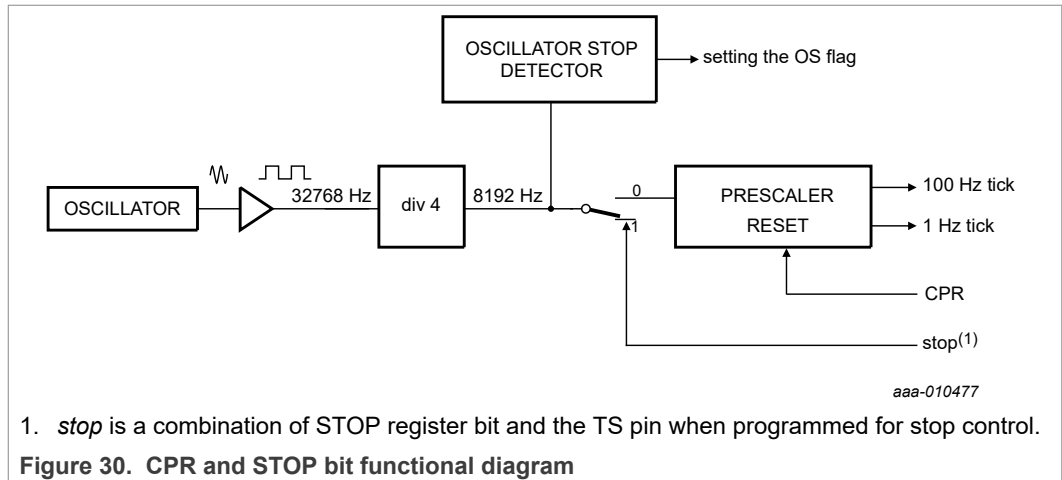 OSCILLATOR STOP
DETECTOR
setting the OS flag
OSCILLATOR
32768 Hz
div 4
8192 Hz
0
1
PRESCALER
RESET
100 Hz tick
1 Hz tick
CPR
stop(1)
aaa-010477
1. stop is a combination of STOP register bit and the TS pin when programmed for stop control.
Figure 30. CPR and STOP bit functional diagram